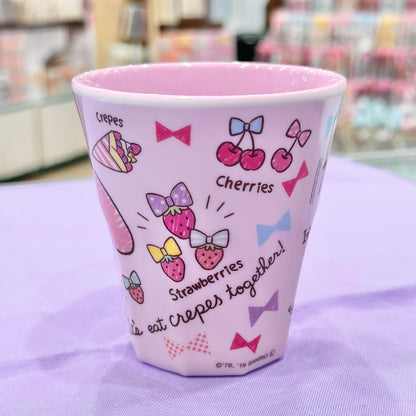 Crepes
Cherries
Strawberries
eat crepes together!
©'76, '19 SANRIO